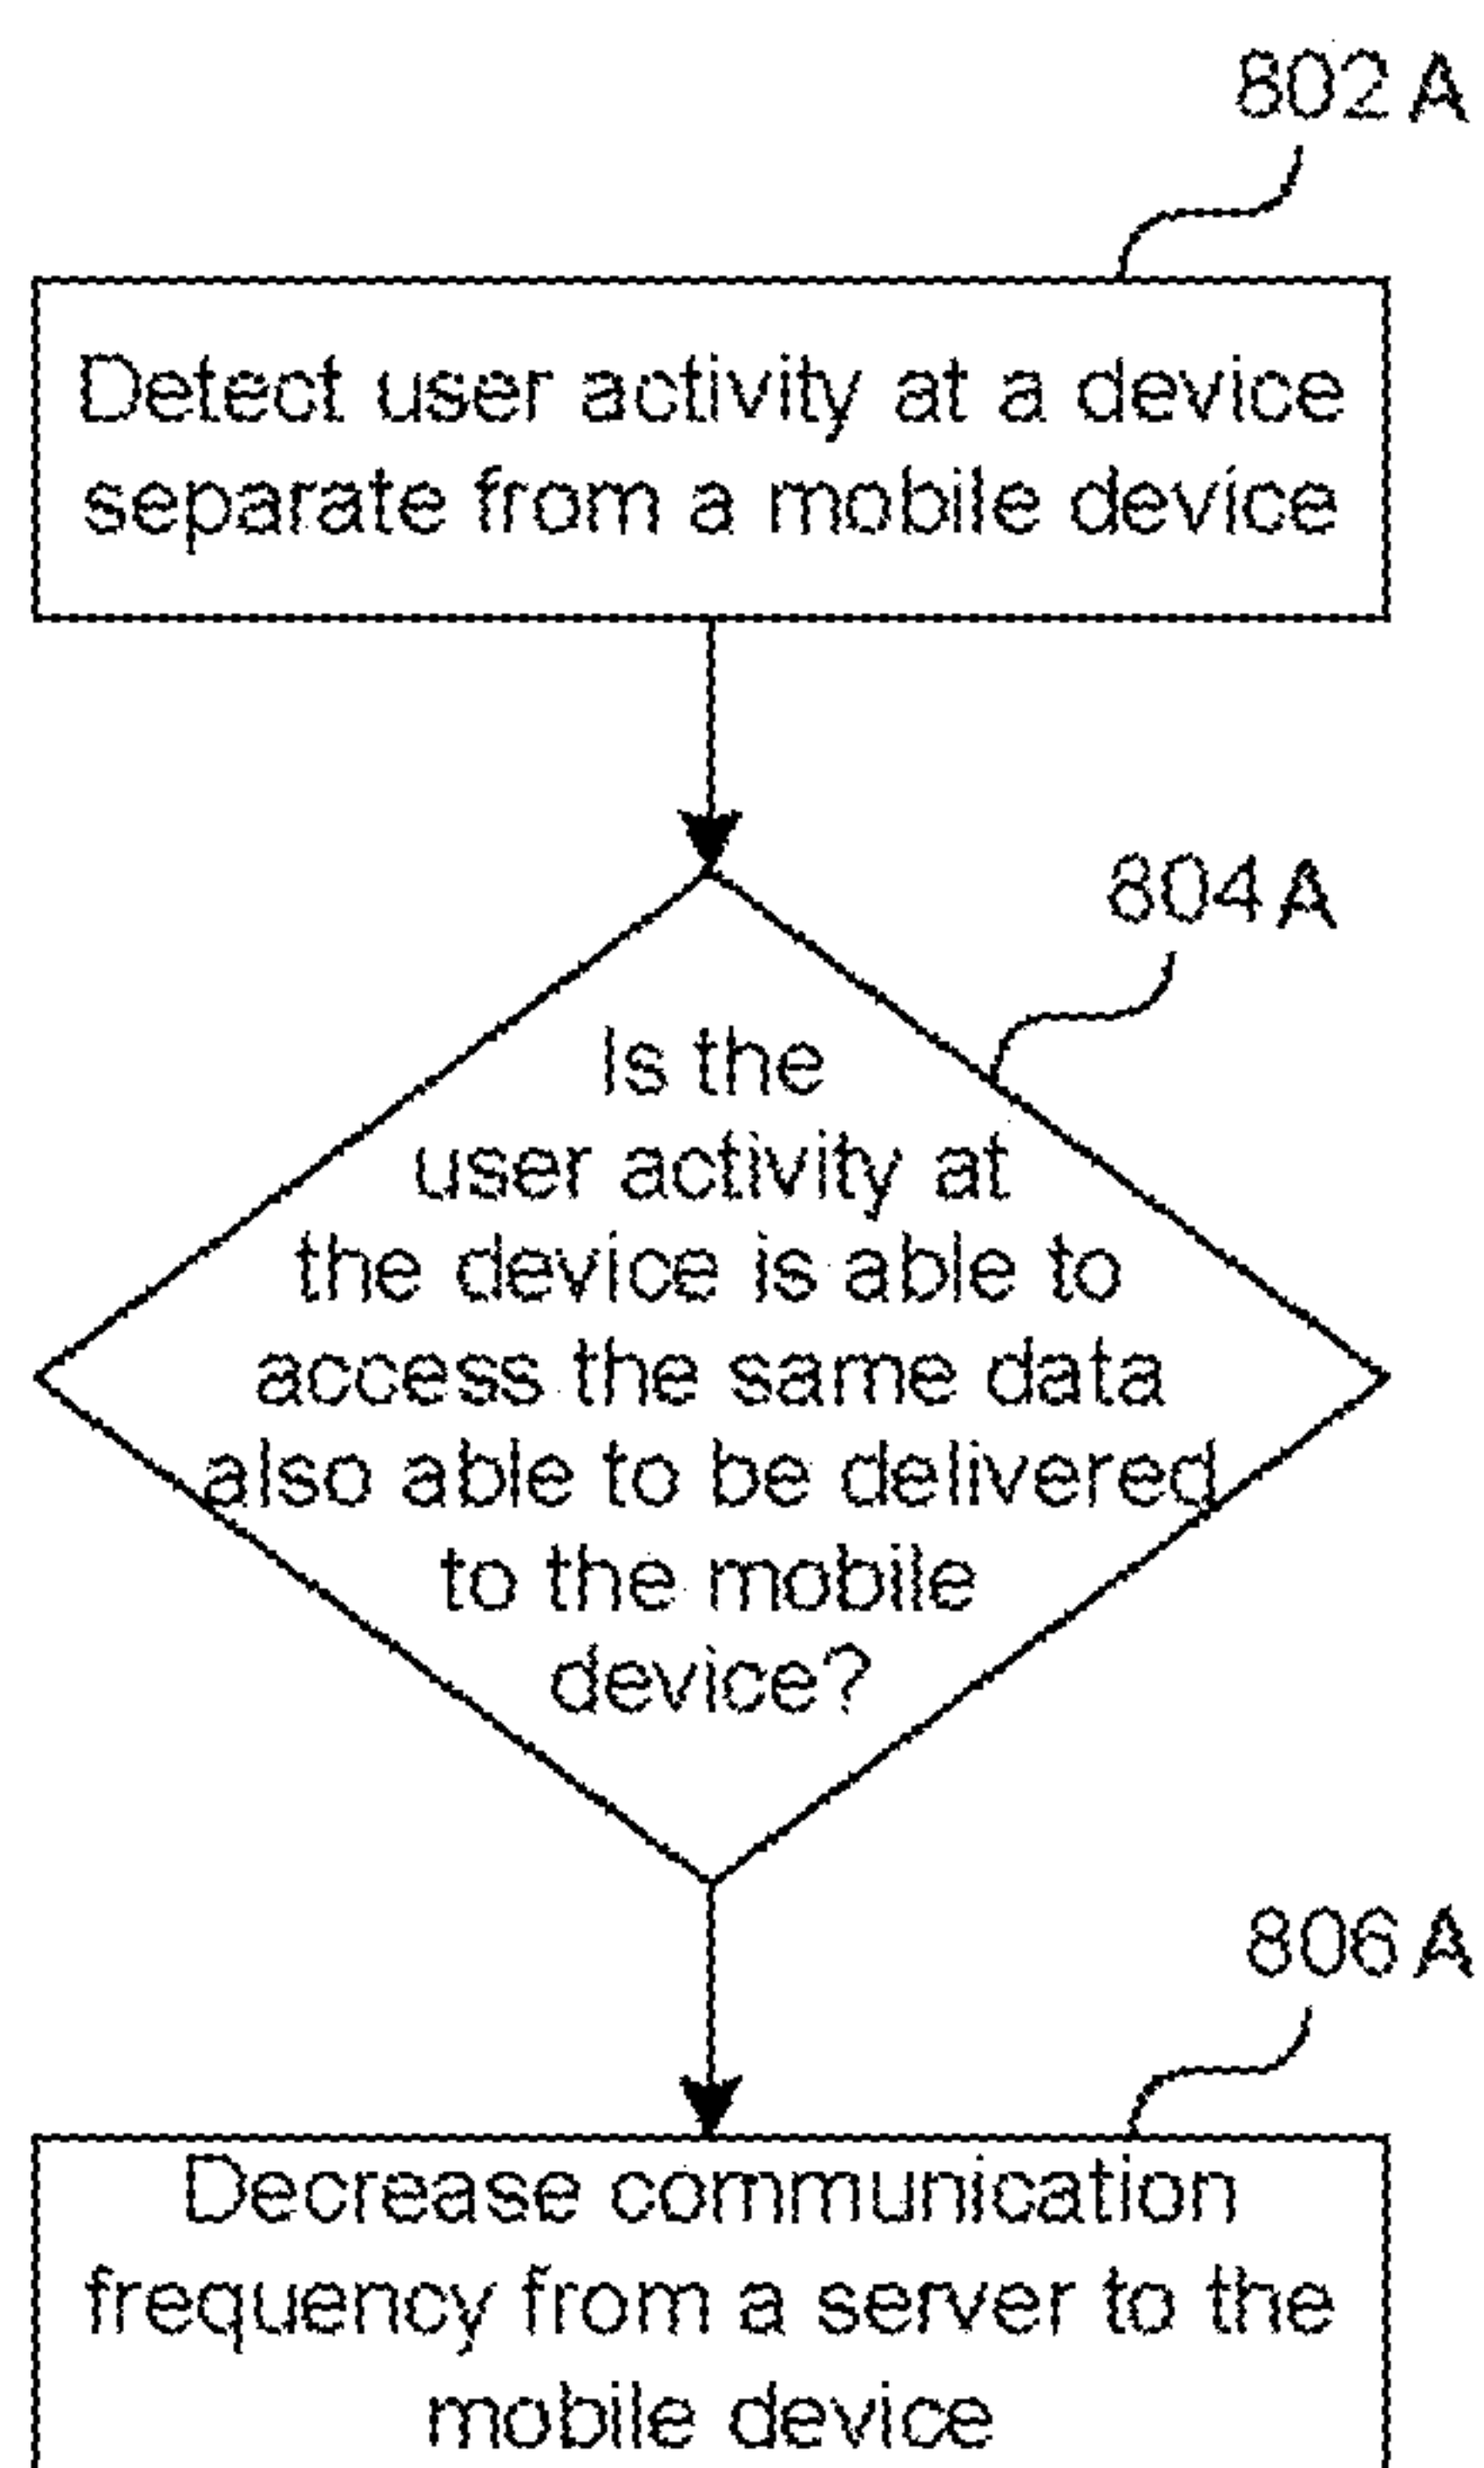 802A
Detect user activity at a device
separate from a mobile device
804A
Is the
user activity at
the device is able to
access the same data
also able to be delivered
to the mobile
device?
806A
Decrease communication
frequency from a server to the
mobile device